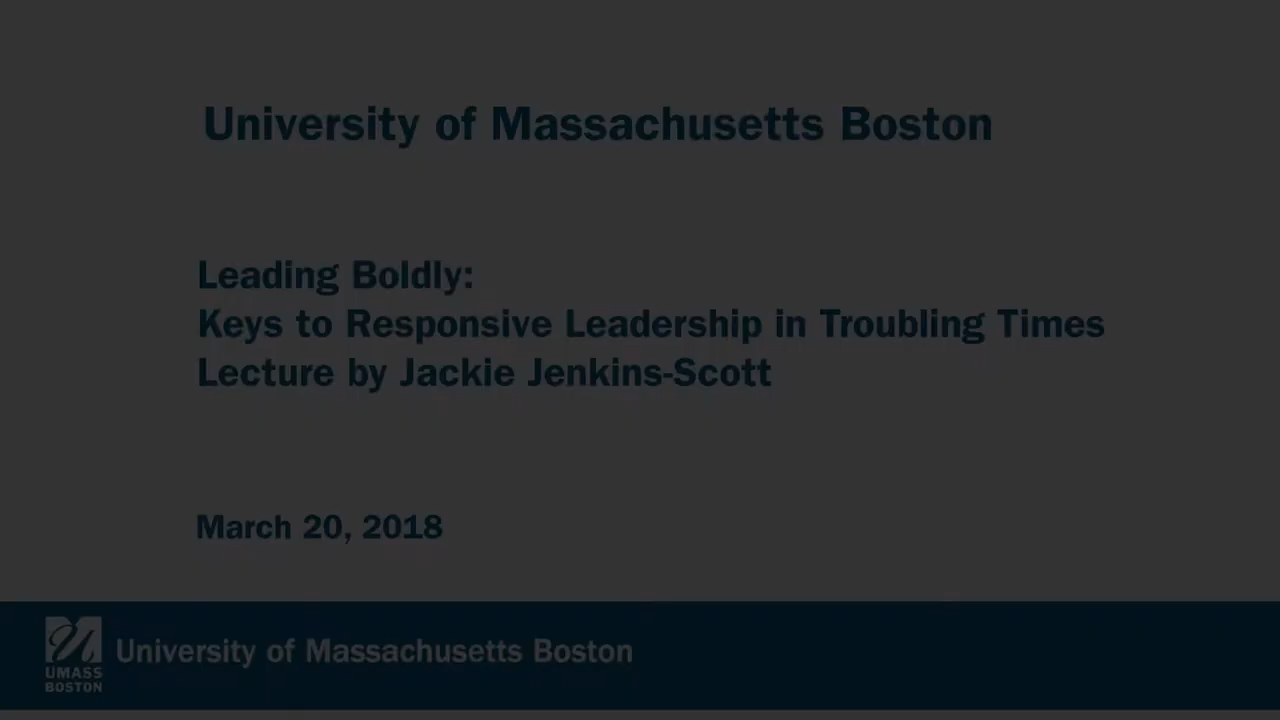 University of Massachusetts Boston
Leading Boldly:
Keys to Responsive Leadership in Troubling Times
Lecture by Jackie Jenkins-Scott
March 20, 2018
UMASS
BOSTON
University of Massachusetts Boston